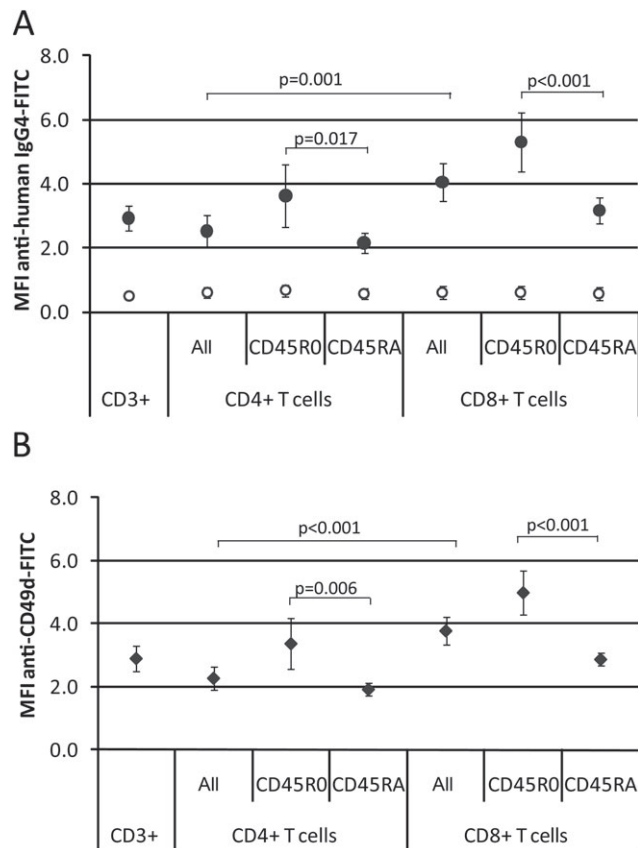 A
8.0
p=0.001
p<0.001
6.0
p=0.017
4.0
2.0
0.0
MFI anti-human IgG4-FITC
All CD45R0 CD45RA All CD45R0 CD45RA
CD3+ CD4+ T cells CD8+ T cells
B
8.0
p<0.001
p<0.001
6.0
p=0.006
4.0
2.0
0.0
MFI anti-CD49d-FITC
All CD45R0 CD45RA All CD45R0 CD45RA
CD3+ CD4+ T cells CD8+ T cells